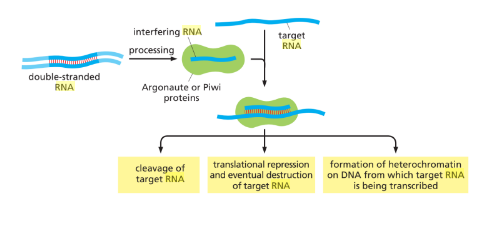 interfering RNA
target
RNA
processing
double-stranded
RNA
Argonaute or Piwi
proteins
cleavage of
target RNA
translational repression
and eventual destruction
of target RNA
formation of heterochromatin
on DNA from which target RNA
is being transcribed